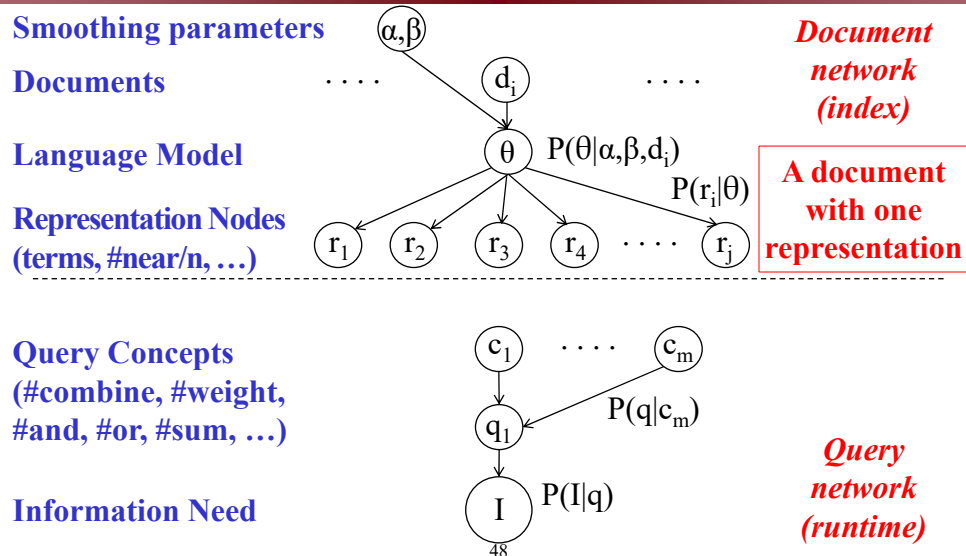 Smoothing parameters
α,β
Document
network
(index)
Documents
. . . .
dᵢ
. . . .
Language Model
θ
P(θ|α,β,dᵢ)
P(rᵢ|θ)
A document
with one
representation
Representation Nodes
(terms, #near/n, …)
r₁
r₂
r₃
r₄
. . . .
rⱼ
Query Concepts
(#combine, #weight,
#and, #or, #sum, …)
c₁
. . . .
cₘ
P(q|cₘ)
q₁
Query
network
(runtime)
Information Need
I
P(I|q)
48